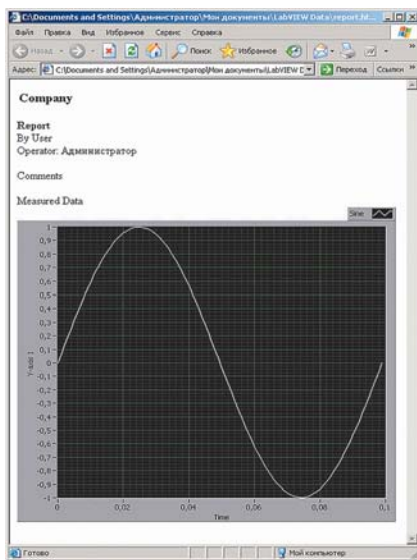 C:\Documents and Settings\Администратор\Мои документы\LabVIEW Data\report.ht...
Файл Правка Вид Избранное Сервис Справка
Назад Поиск Избранное
Адрес: C:\Documents and Settings\Администратор\Мои документы\LabVIEW D Переход Ссылки »
Company
Report
By User
Operator: Администратор
Comments
Measured Data
Sine
1
0,9
0,8
0,7
0,6
0,5
0,4
0,3
0,2
0,1
0
-0,1
-0,2
-0,3
-0,4
-0,5
-0,6
-0,7
-0,8
-0,9
-1
Y-axis 1
0 0,02 0,04 0,06 0,08 0,1
Time
Готово Мой компьютер